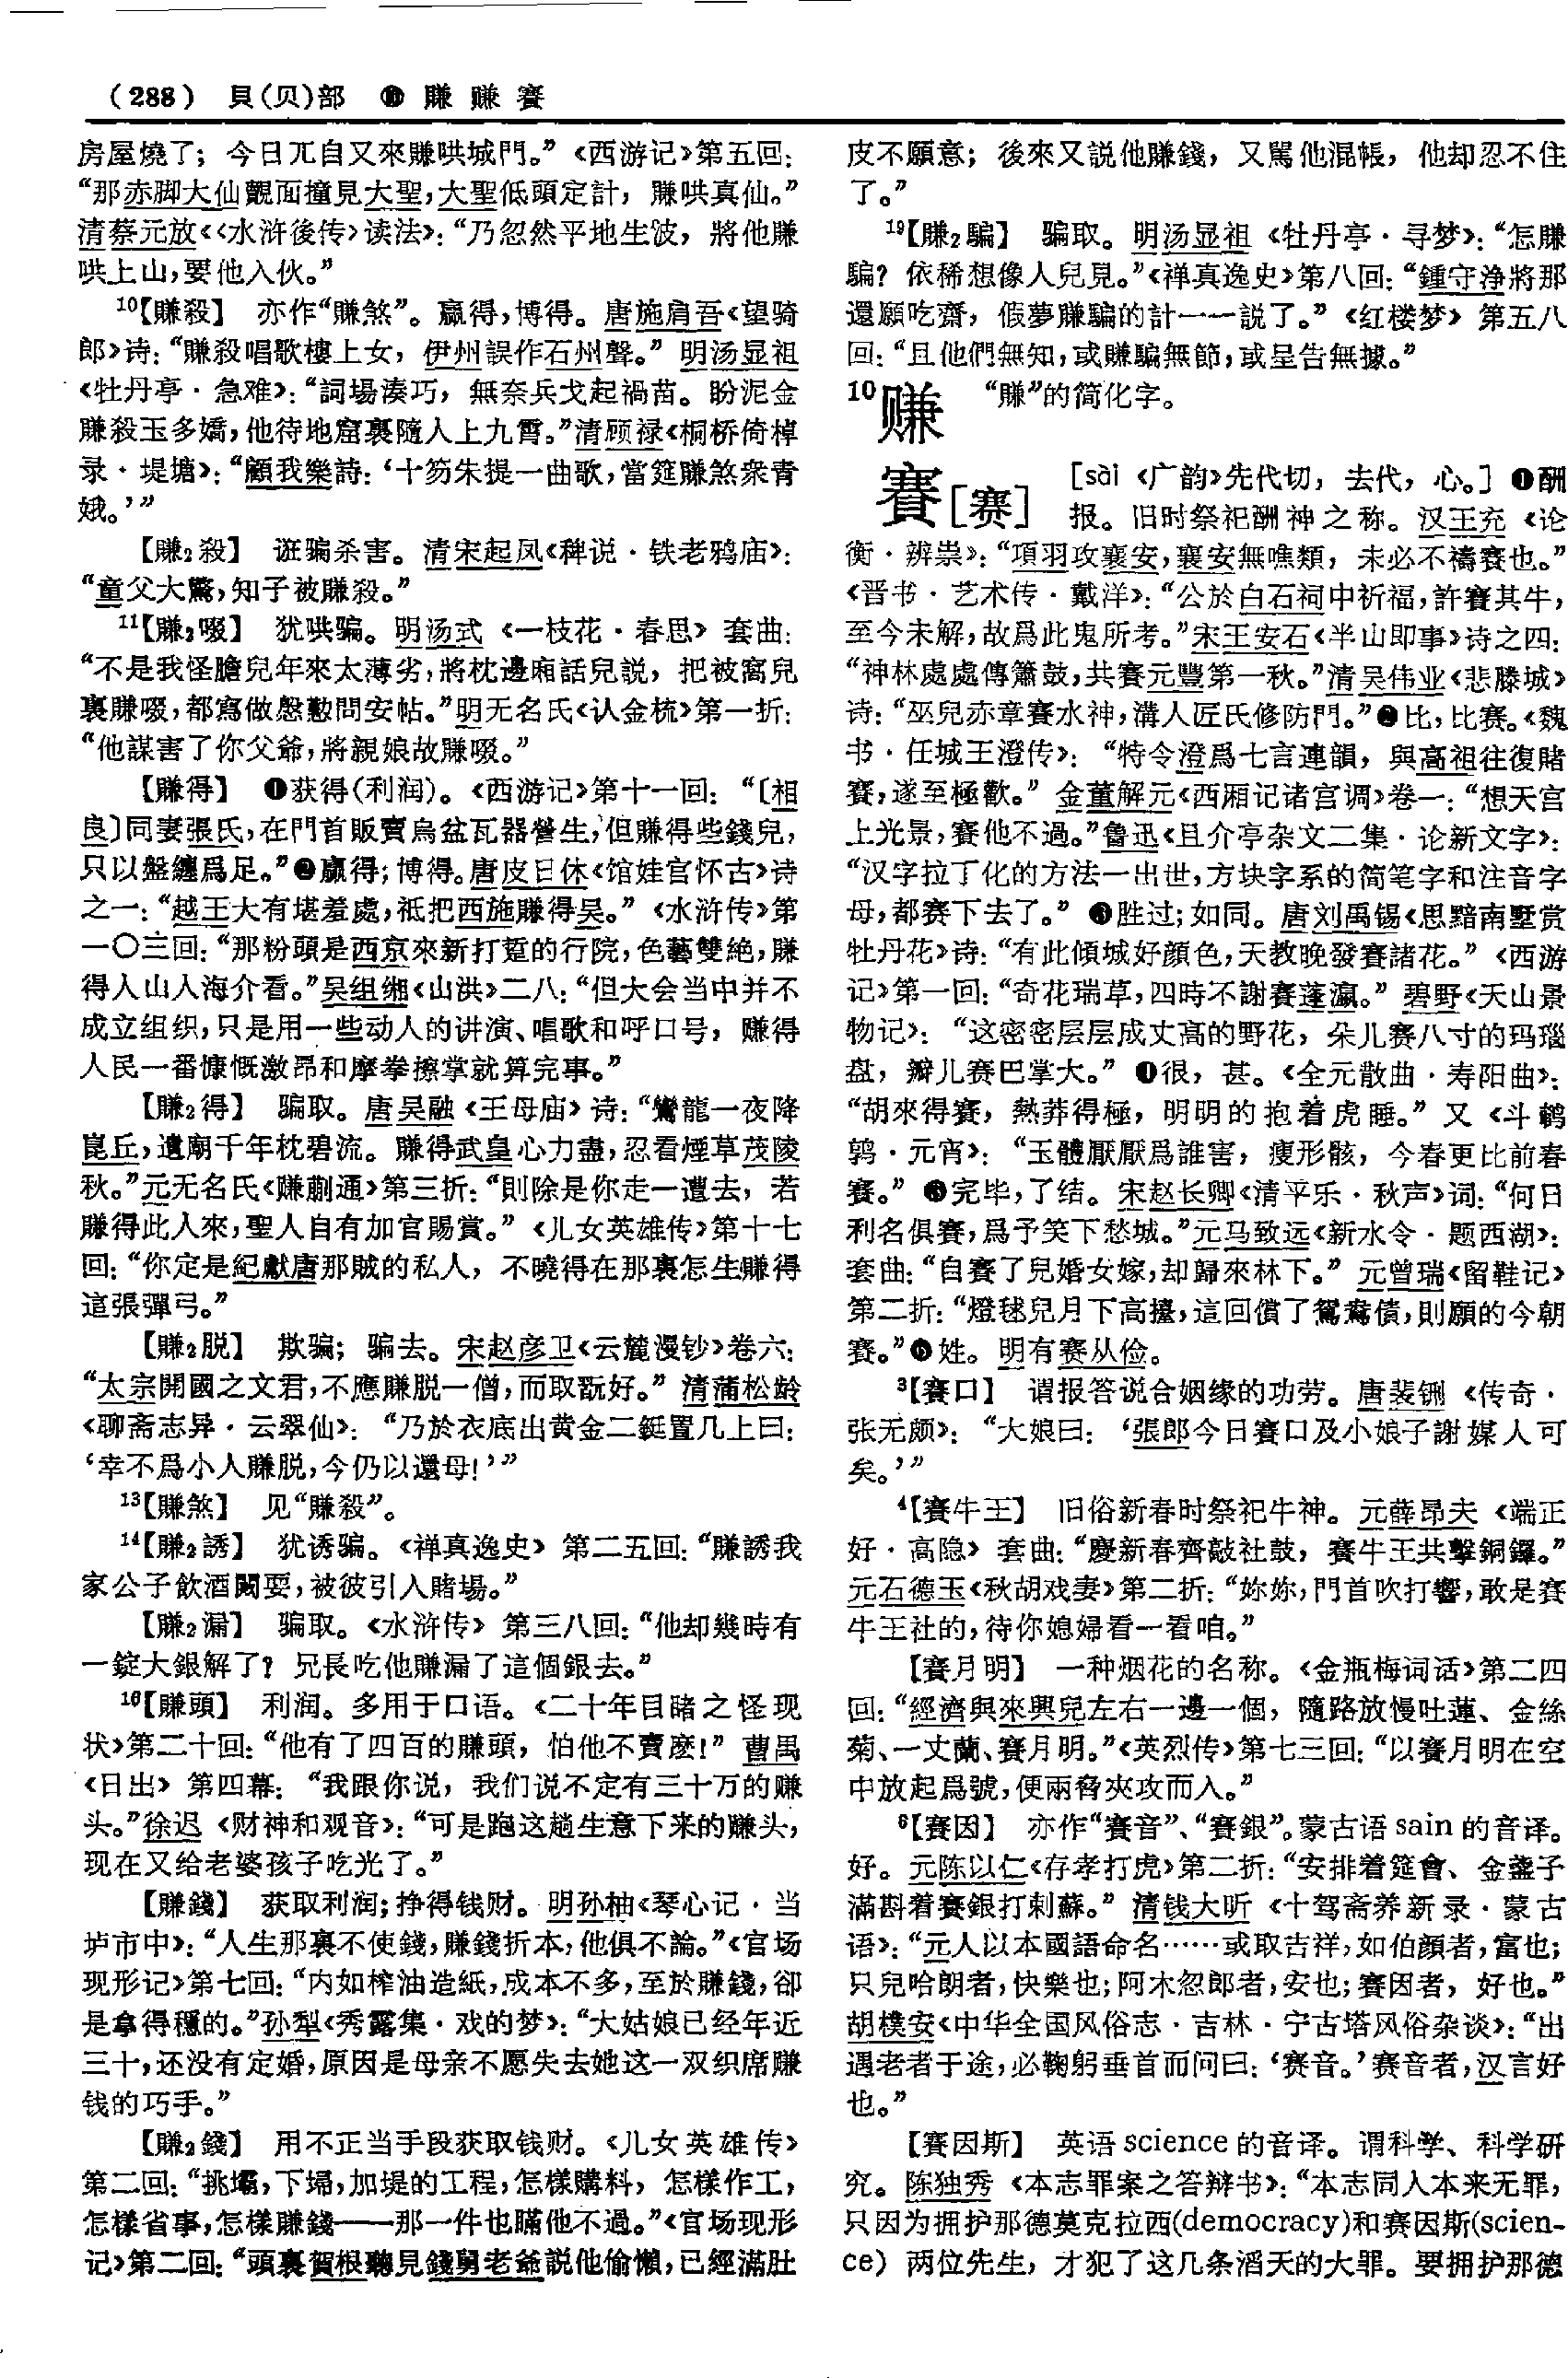 (288) 貝(贝)部 ❿ 賺 赚 賽
房屋燒了；今日兀自又來賺哄城門。”《西游记》第五回：
“那赤脚大仙覿面撞見大聖，大聖低頭定計，賺哄真仙。”
清蔡元放《〈水浒後传〉读法》：“乃忽然平地生波，將他賺
哄上山，要他入伙。”
10【賺殺】 亦作“賺煞”。赢得，博得。唐施肩吾《望骑
郎》诗：“賺殺唱歌樓上女，伊州誤作石州聲。”明汤显祖
《牡丹亭·急难》：“詞場湊巧，無奈兵戈起禍苗。盼泥金
賺殺玉多嬌，他待地窟裏隨人上九霄。”清顾禄《桐桥倚棹
录·堤塘》：“顧我樂詩：‘十笏朱提一曲歌，當筵賺煞衆青
娥。’”
【賺₂殺】 诳骗杀害。清宋起凤《稗说·铁老鸦庙》：
“童父大驚，知子被賺殺。”
11【賺₂啜】 犹哄骗。明汤式《一枝花·春思》套曲：
“不是我怪膽兒年來太薄劣，將枕邊廂話兒説，把被窩兒
裏賺啜，都寫做慇懃問安帖。”明无名氏《认金梳》第一折：
“他謀害了你父爺，將親娘故賺啜。”
【賺得】 ❶获得(利润)。《西游记》第十一回：“〔相
良〕同妻張氏，在門首販賣烏盆瓦器營生，但賺得些錢兒，
只以盤纏爲足。”❷赢得；博得。唐皮日休《馆娃宫怀古》诗
之一：“越王大有堪羞處，祗把西施賺得吴。”《水浒传》第
一〇三回：“那粉頭是西京來新打踅的行院，色藝雙絶，賺
得人山人海价看。”吴组缃《山洪》二八：“但大会当中并不
成立组织，只是用一些动人的讲演、唱歌和呼口号，赚得
人民一番慷慨激昂和摩拳擦掌就算完事。”
【賺₂得】 骗取。唐吴融《王母庙》诗：“鸞龍一夜降
崑丘，遺廟千年枕碧流。賺得武皇心力盡，忍看煙草茂陵
秋。”元无名氏《赚蒯通》第三折：“則除是你走一遭去，若
賺得此人來，聖人自有加官賜賞。”《儿女英雄传》第十七
回：“你定是紀獻唐那賊的私人，不曉得在那裏怎生賺得
這張彈弓。”
【賺₂脱】 欺骗；骗去。宋赵彦卫《云麓漫钞》卷六：
“太宗開國之文君，不應賺脱一僧，而取翫好。”清蒲松龄
《聊斋志异·云翠仙》：“乃於衣底出黄金二鋌置几上曰：
‘幸不爲小人賺脱，今仍以還母！’”
13【賺煞】 见“賺殺”。
14【賺₂誘】 犹诱骗。《禅真逸史》第二五回：“賺誘我
家公子飲酒闞耍，被彼引入賭場。”
【賺₂漏】 骗取。《水浒传》第三八回：“他却幾時有
一錠大銀解了？兄長吃他賺漏了這個銀去。”
16【賺頭】 利润。多用于口语。《二十年目睹之怪现
状》第二十回：“他有了四百的賺頭，怕他不賣麽！”曹禺
《日出》第四幕：“我跟你说，我们说不定有三十万的赚
头。”徐迟《财神和观音》：“可是跑这趟生意下来的赚头，
现在又给老婆孩子吃光了。”
【賺錢】 获取利润；挣得钱财。明孙柚《琴心记·当
垆市中》：“人生那裏不使錢，賺錢折本，他俱不論。”《官场
现形记》第七回：“内如榨油造紙，成本不多，至於賺錢，卻
是拿得穩的。”孙犁《秀露集·戏的梦》：“大姑娘已经年近
三十，还没有定婚，原因是母亲不愿失去她这一双织席赚
钱的巧手。”
【賺₂錢】 用不正当手段获取钱财。《儿女英雄传》
第二回：“挑壩，下埽，加堤的工程，怎樣購料，怎樣作工，
怎樣省事，怎樣賺錢——那一件也瞞他不過。”《官场现形
记》第二回：“頭裏賀根聽見錢舅老爺説他偷懶，已經滿肚
皮不願意；後來又説他賺錢，又駡他混帳，他却忍不住
了。”
19【賺₂騙】 骗取。明汤显祖《牡丹亭·寻梦》：“怎賺
騙？依稀想像人兒見。”《禅真逸史》第八回：“鍾守浄將那
還願吃齋，假夢賺騙的計一一説了。”《红楼梦》第五八
回：“且他們無知，或賺騙無節，或呈告無據。”
10赚 “賺”的简化字。
賽[赛] [sài 《广韵》先代切，去代，心。] ❶酬
报。旧时祭祀酬神之称。汉王充《论
衡·辨祟》：“項羽攻襄安，襄安無噍類，未必不禱賽也。”
《晋书·艺术传·戴洋》：“公於白石祠中祈福，許賽其牛，
至今未解，故爲此鬼所考。”宋王安石《半山即事》诗之四：
“神林處處傳簫鼓，共賽元豐第一秋。”清吴伟业《悲滕城》
诗：“巫兒赤章賽水神，溝人匠氏修防門。”❷比，比赛。《魏
书·任城王澄传》：“特令澄爲七言連韻，與高祖往復賭
賽，遂至極歡。”金董解元《西厢记诸宫调》卷一：“想天宫
上光景，賽他不過。”鲁迅《且介亭杂文二集·论新文字》：
“汉字拉丁化的方法一出世，方块字系的简笔字和注音字
母，都赛下去了。”❸胜过；如同。唐刘禹锡《思黯南墅赏
牡丹花》诗：“有此傾城好顔色，天教晚發賽諸花。”《西游
记》第一回：“奇花瑞草，四時不謝賽蓬瀛。”碧野《天山景
物记》：“这密密层层成丈高的野花，朵儿赛八寸的玛瑙
盘，瓣儿赛巴掌大。”❹很，甚。《全元散曲·寿阳曲》：
“胡來得賽，熱莽得極，明明的抱着虎睡。”又《斗鹌
鹑·元宵》：“玉體厭厭爲誰害，瘦形骸，今春更比前春
賽。”❺完毕，了结。宋赵长卿《清平乐·秋声》词：“何日
利名俱賽，爲予笑下愁城。”元马致远《新水令·题西湖》：
套曲：“自賽了兒婚女嫁，却歸來林下。”元曾瑞《留鞋记》
第二折：“燈毬兒月下高擡，這回償了鴛鴦債，則願的今朝
賽。”❻姓。明有赛从俭。
3【賽口】 谓报答说合姻缘的功劳。唐裴铏《传奇·
张无颇》：“大娘曰：‘張郎今日賽口及小娘子謝媒人可
矣。’”
4【賽牛王】 旧俗新春时祭祀牛神。元薛昂夫《端正
好·高隐》套曲：“慶新春齊敲社鼓，賽牛王共擊銅鑼。”
元石德玉《秋胡戏妻》第二折：“妳妳，門首吹打響，敢是賽
牛王社的，待你媳婦看一看咱。”
【賽月明】 一种烟花的名称。《金瓶梅词话》第二四
回：“經濟與來興兒左右一邊一個，隨路放慢吐蓮、金絲
菊、一丈蘭、賽月明。”《英烈传》第七三回：“以賽月明在空
中放起爲號，便兩脅夾攻而入。”
6【賽因】 亦作“賽音”、“賽銀”。蒙古语sain的音译。
好。元陈以仁《存孝打虎》第二折：“安排着筵會、金盞子
滿斟着賽銀打剌蘇。”清钱大昕《十驾斋养新录·蒙古
语》：“元人以本國語命名……或取吉祥，如伯顔者，富也；
只兒哈朗者，快樂也；阿木忽郎者，安也；賽因者，好也。”
胡樸安《中华全国风俗志·吉林·宁古塔风俗杂谈》：“出
遇老者于途，必鞠躬垂首而问曰：‘赛音。’赛音者，汉言好
也。”
【賽因斯】 英语science的音译。谓科学、科学研
究。陈独秀《本志罪案之答辩书》：“本志同人本来无罪，
只因为拥护那德莫克拉西(democracy)和赛因斯(scien-
ce)两位先生，才犯了这几条滔天的大罪。要拥护那德